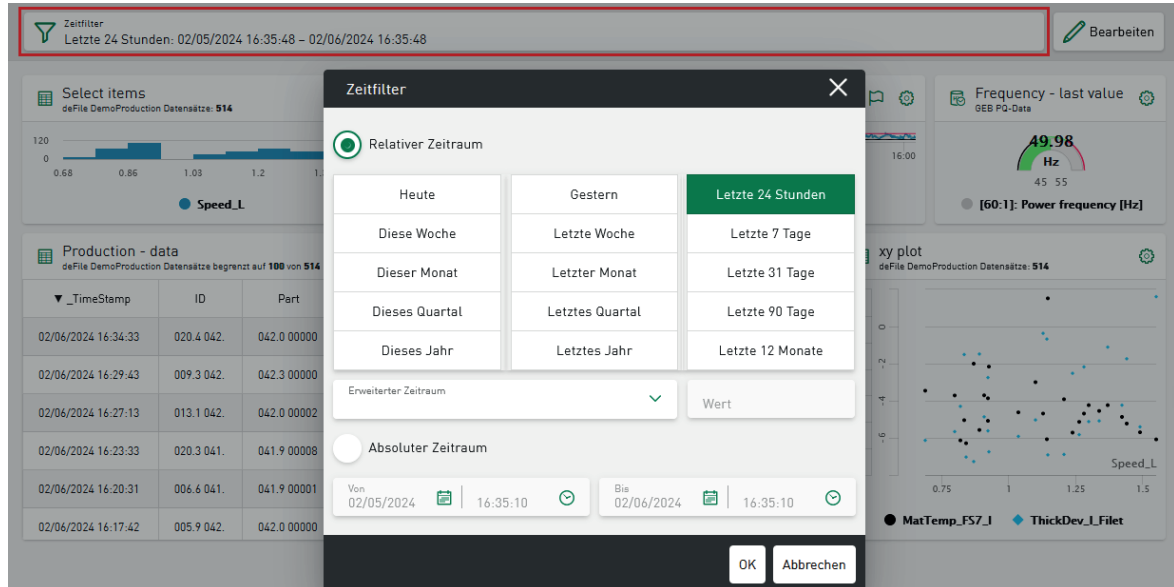 Zeitfilter
Letzte 24 Stunden: 02/05/2024 16:35:48 – 02/06/2024 16:35:48
Bearbeiten
Select items
deFile DemoProduction Datensätze: 514
120
0
0.68 0.86 1.03 1.2
Speed_L
Zeitfilter
Relativer Zeitraum
Heute Gestern Letzte 24 Stunden
Diese Woche Letzte Woche Letzte 7 Tage
Dieser Monat Letzter Monat Letzte 31 Tage
Dieses Quartal Letztes Quartal Letzte 90 Tage
Dieses Jahr Letztes Jahr Letzte 12 Monate
Erweiterter Zeitraum
Wert
Absoluter Zeitraum
Von
02/05/2024 16:35:10
Bis
02/06/2024 16:35:10
OK Abbrechen
16:00
Frequency - last value
GEB PQ-Data
49.98
Hz
45 55
[60:1]: Power frequency [Hz]
Production - data
deFile DemoProduction Datensätze begrenzt auf 100 von 514
▼ _TimeStamp ID Part
02/06/2024 16:34:33 020.4 042. 042.0 00000
02/06/2024 16:29:43 009.3 042. 042.3 00000
02/06/2024 16:27:13 013.1 042. 042.0 00002
02/06/2024 16:23:33 020.3 041. 041.9 00008
02/06/2024 16:20:31 006.6 041. 041.9 00001
02/06/2024 16:17:42 005.9 042. 042.0 00000
xy plot
deFile DemoProduction Datensätze: 514
0
-2
-4
-6
Speed_L
0.75 1 1.25 1.5
MatTemp_FS7_I ThickDev_I_Filet